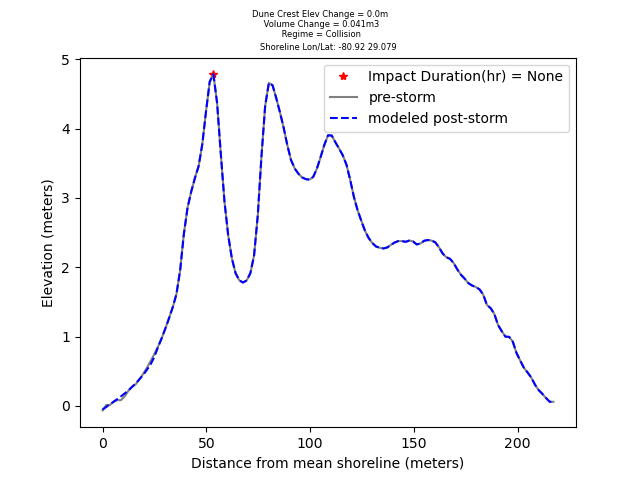 Dune Crest Elev Change = 0.0m
Volume Change = 0.041m3
Regime = Collision
Shoreline Lon/Lat: -80.92 29.079
Impact Duration(hr) = None
pre-storm
modeled post-storm
Elevation (meters)
5
4
3
2
1
0
0 50 100 150 200
Distance from mean shoreline (meters)